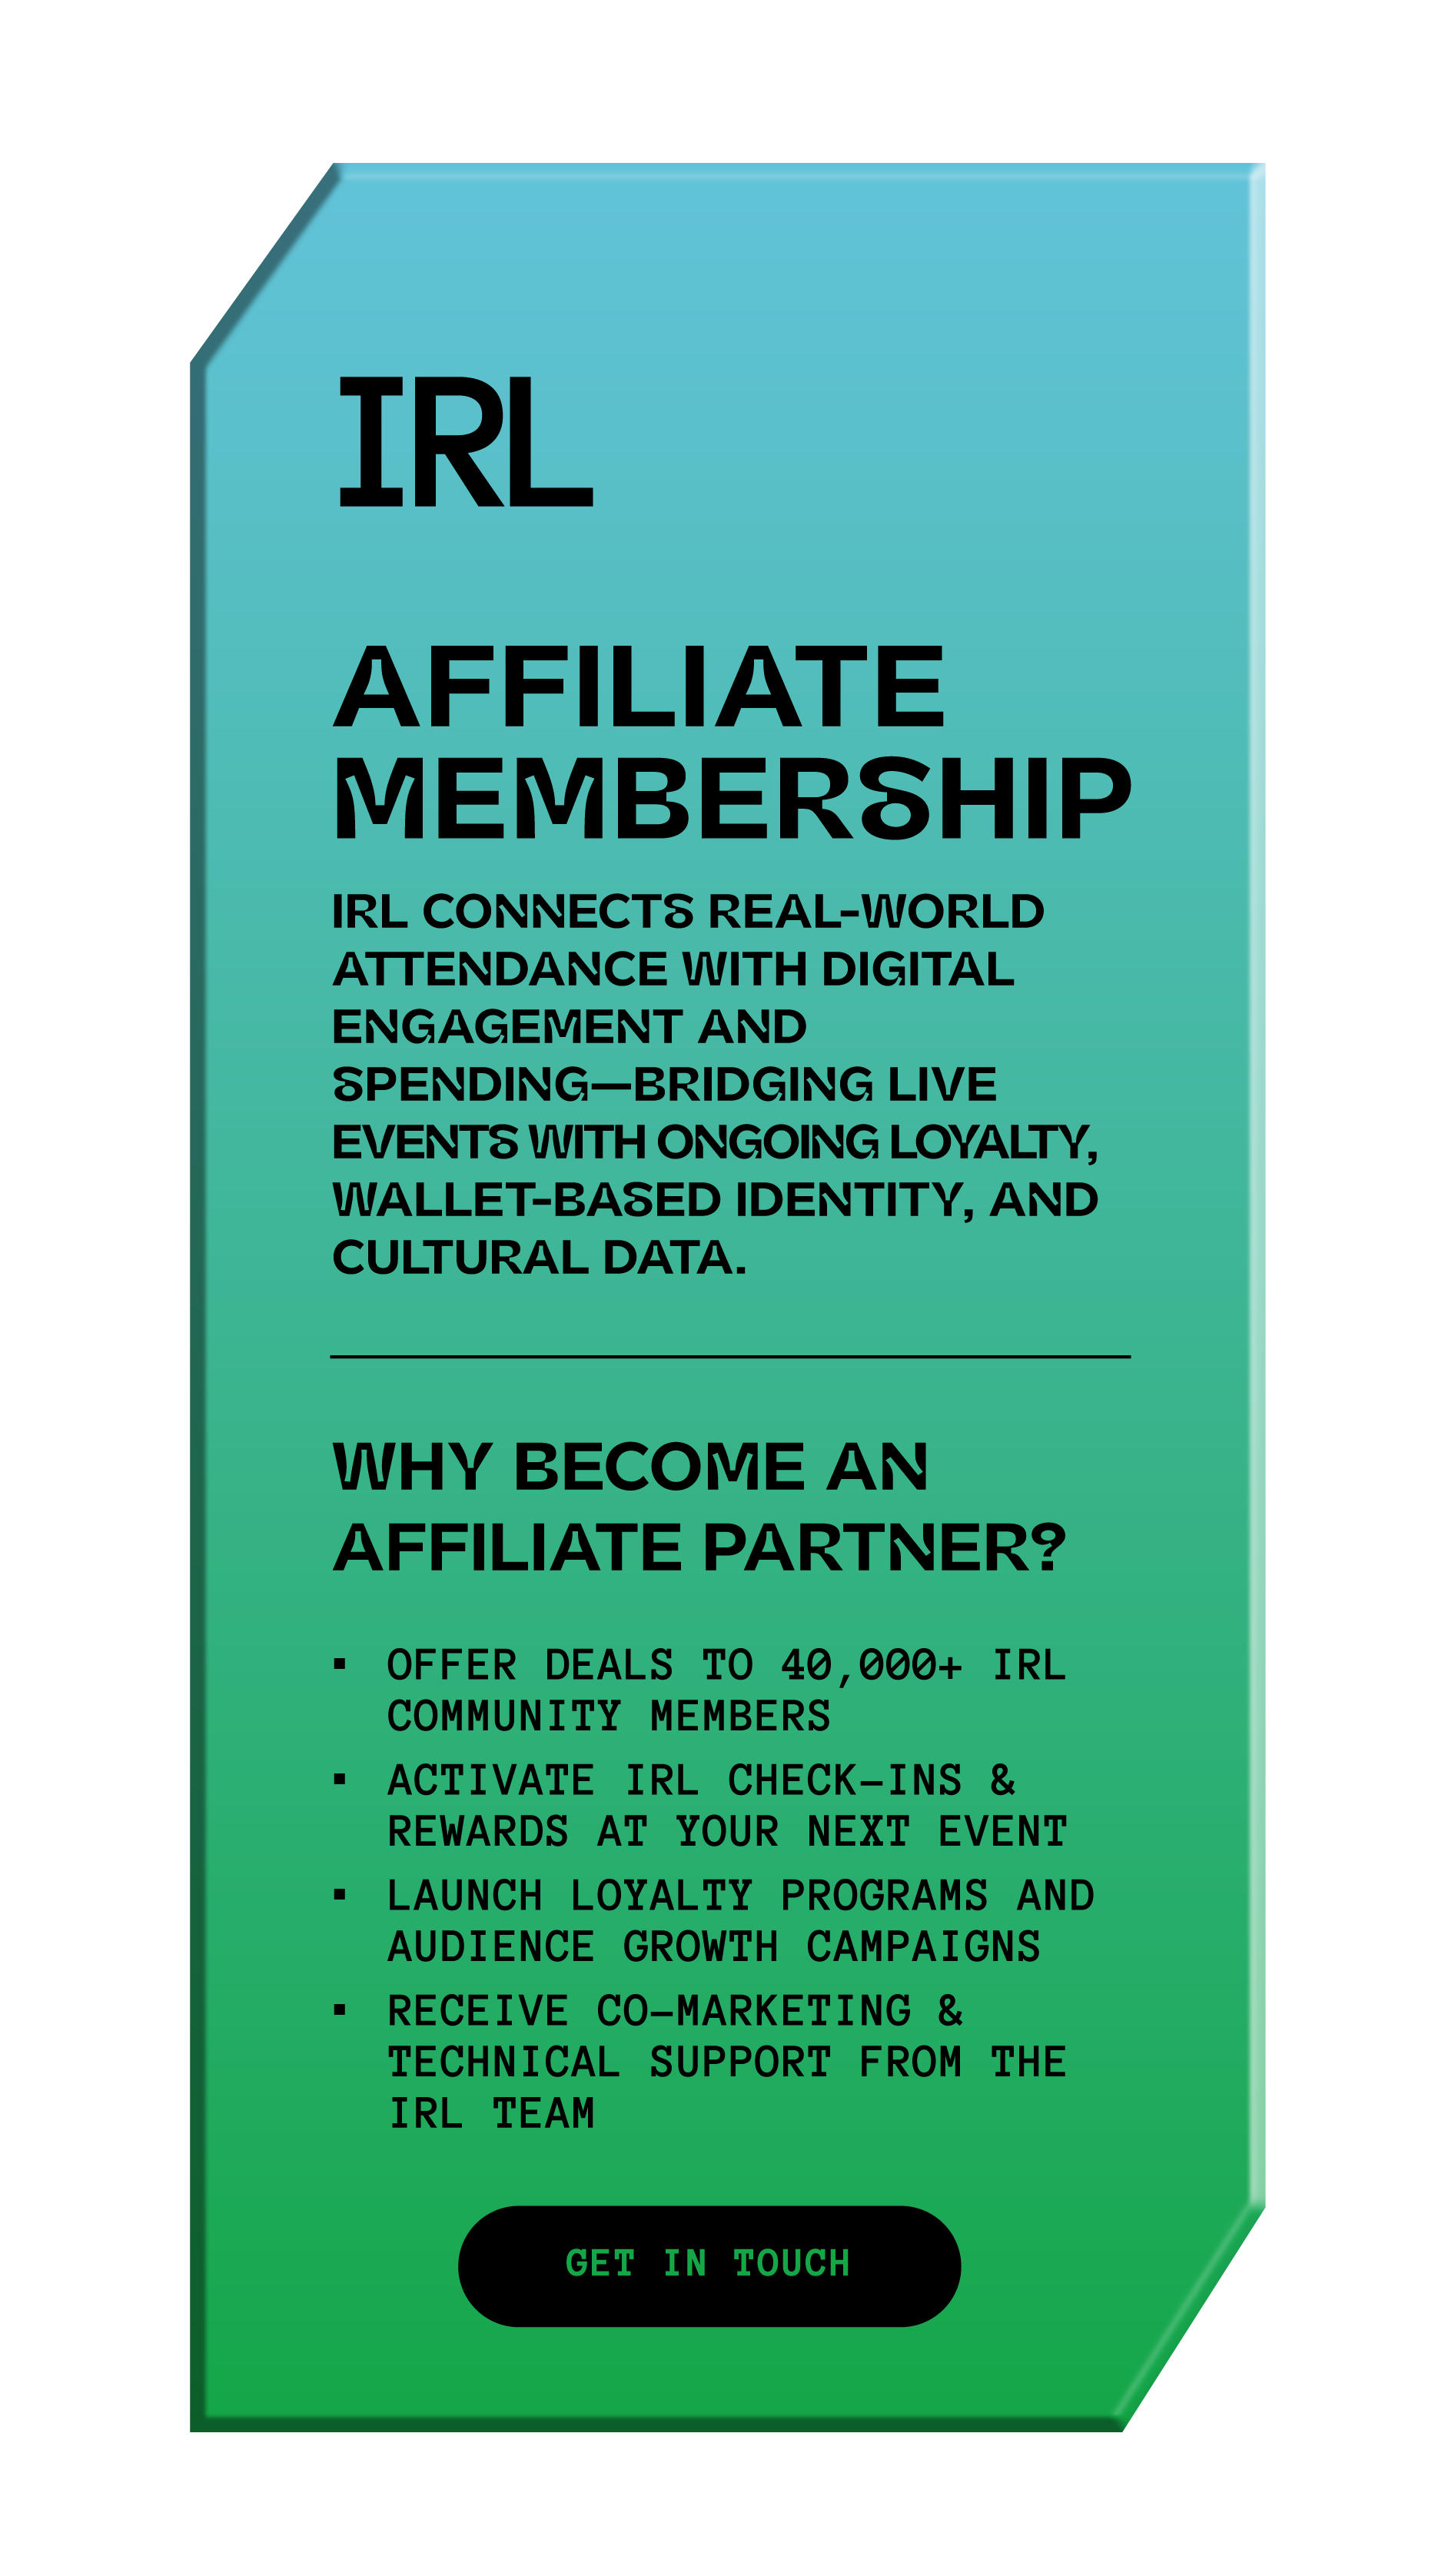 IRL
AFFILIATE
MEMBERSHIP
IRL CONNECTS REAL-WORLD
ATTENDANCE WITH DIGITAL
ENGAGEMENT AND
SPENDING—BRIDGING LIVE
EVENTS WITH ONGOING LOYALTY,
WALLET-BASED IDENTITY, AND
CULTURAL DATA.
WHY BECOME AN
AFFILIATE PARTNER?
▪ OFFER DEALS TO 40,000+ IRL
COMMUNITY MEMBERS
▪ ACTIVATE IRL CHECK-INS &
REWARDS AT YOUR NEXT EVENT
▪ LAUNCH LOYALTY PROGRAMS AND
AUDIENCE GROWTH CAMPAIGNS
▪ RECEIVE CO-MARKETING &
TECHNICAL SUPPORT FROM THE
IRL TEAM
GET IN TOUCH